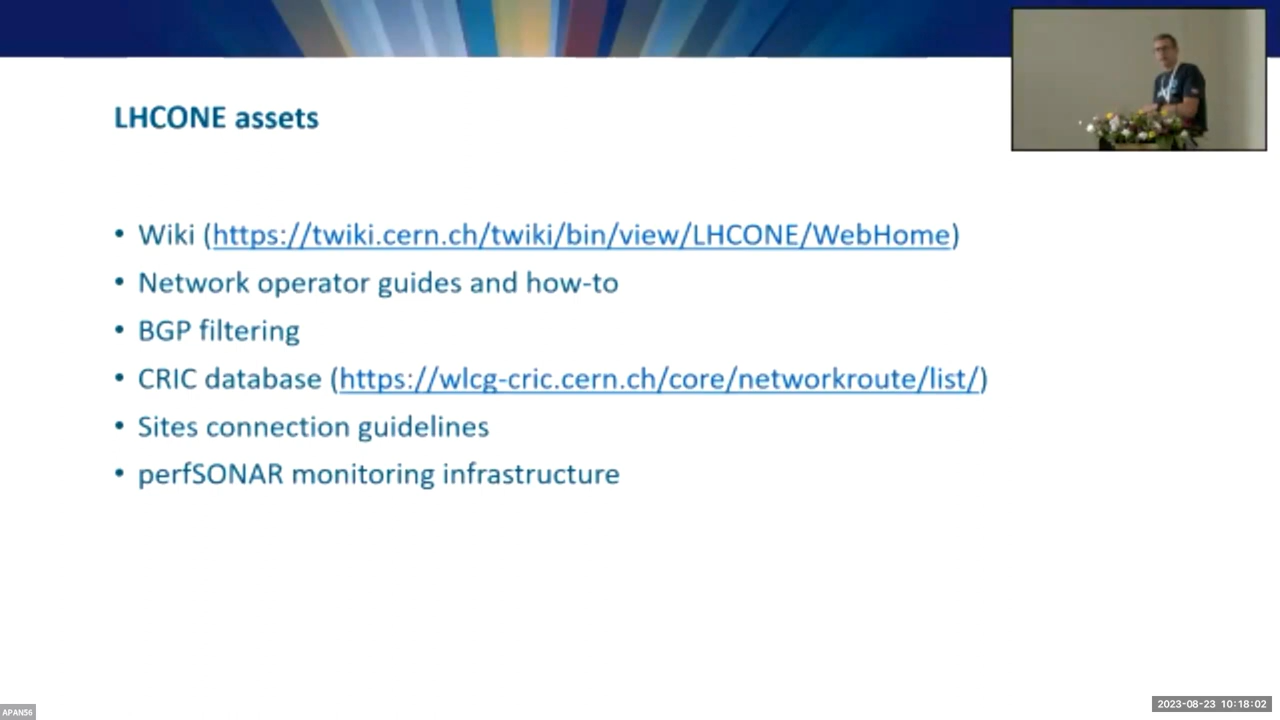 LHCONE assets
• Wiki (https://twiki.cern.ch/twiki/bin/view/LHCONE/WebHome)
• Network operator guides and how-to
• BGP filtering
• CRIC database (https://wlcg-cric.cern.ch/core/networkroute/list/)
• Sites connection guidelines
• perfSONAR monitoring infrastructure
APAN56
2023-08-23 10:18:02